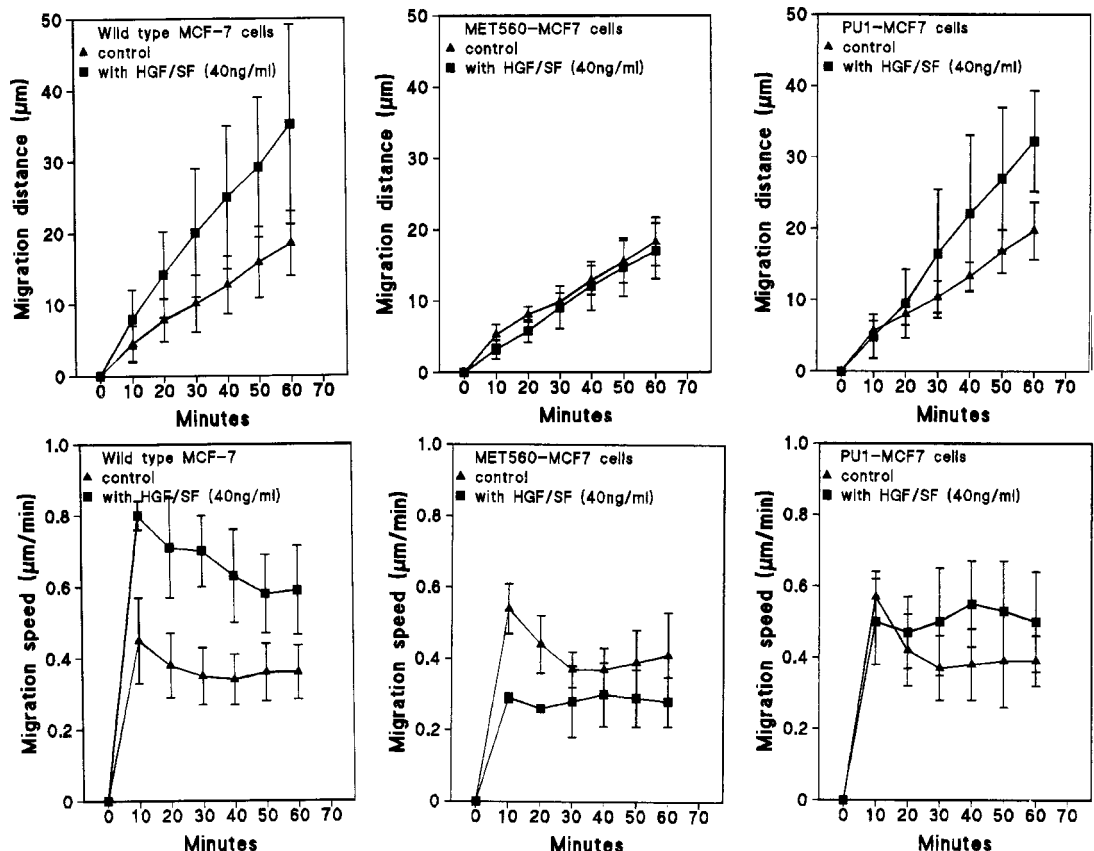 Wild type MCF-7 cells
control
with HGF/SF (40ng/ml)
Migration distance (μm)
50
40
30
20
10
0
0 10 20 30 40 50 60 70
Minutes
MET560-MCF7 cells
control
with HGF/SF (40ng/ml)
Migration distance (μm)
50
40
30
20
10
0
0 10 20 30 40 50 60 70
Minutes
PU1-MCF7 cells
control
with HGF/SF (40ng/ml)
Migration distance (μm)
50
40
30
20
10
0
0 10 20 30 40 50 60 70
Minutes
Wild type MCF-7
control
with HGF/SF (40ng/ml)
Migration speed (μm/min)
1.0
0.8
0.6
0.4
0.2
0
0 10 20 30 40 50 60 70
Minutes
MET560-MCF7 cells
control
with HGF/SF (40ng/ml)
Migration speed (μm/min)
1.0
0.8
0.6
0.4
0.2
0
0 10 20 30 40 50 60 70
Minutes
PU1-MCF7 cells
control
with HGF/SF (40ng/ml)
Migration speed (μm/min)
1.0
0.8
0.6
0.4
0.2
0
0 10 20 30 40 50 60 70
Minutes